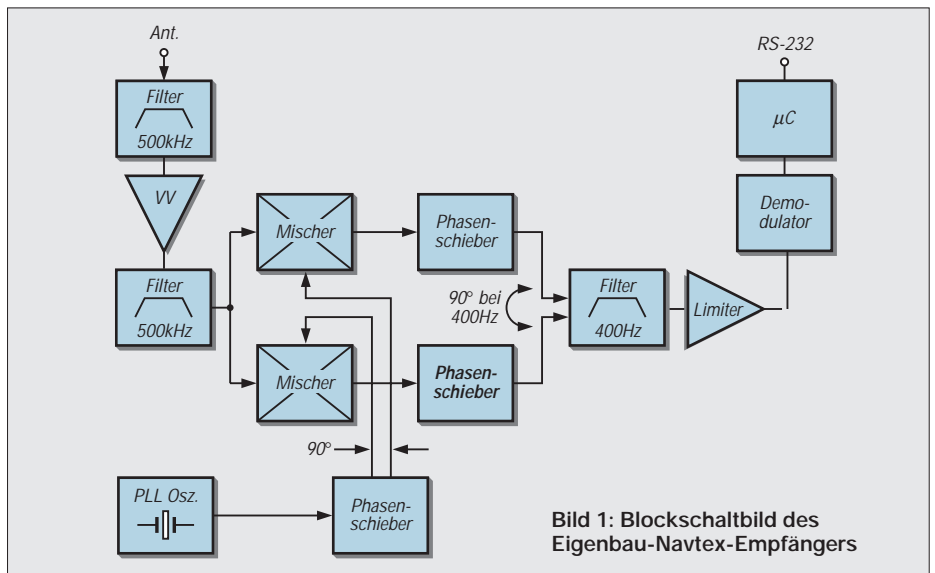 Ant.
Filter
500kHz
VV
Filter
500kHz
Mischer
Mischer
Phasen-
schieber
90° bei
400Hz
Phasen-
schieber
Filter
400Hz
Limiter
RS-232
µC
Demo-
dulator
90°
PLL Osz.
Phasen-
schieber
Bild 1: Blockschaltbild des
Eigenbau-Navtex-Empfängers